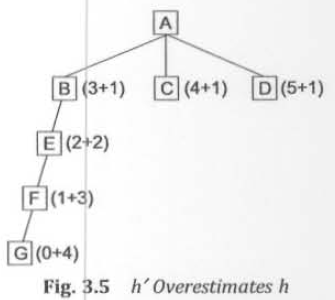 A
B (3+1) C (4+1) D (5+1)
E (2+2)
F (1+3)
G (0+4)
Fig. 3.5 h′ Overestimates h